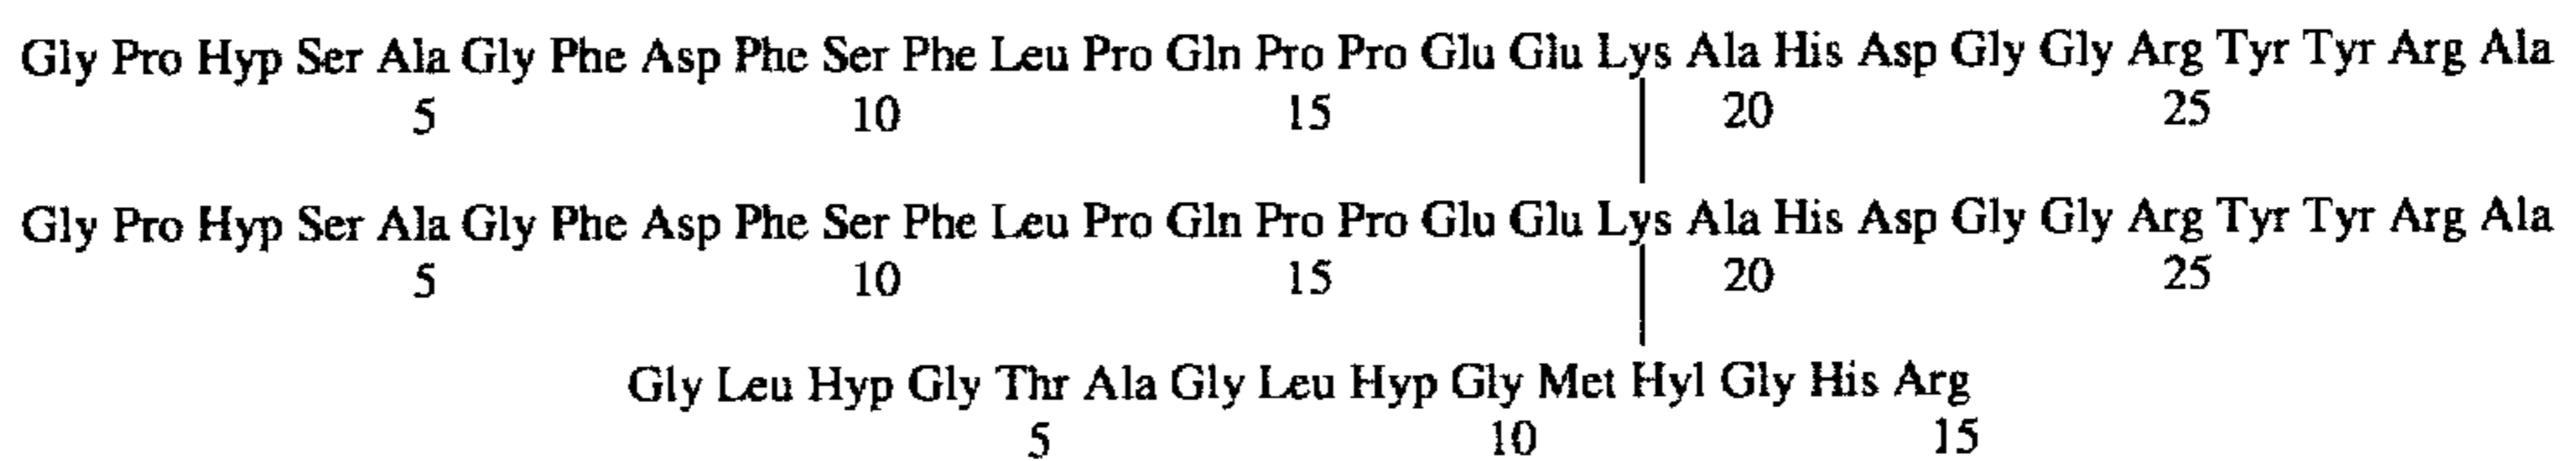 Gly Pro Hyp Ser Ala Gly Phe Asp Phe Ser Phe Leu Pro Gln Pro Pro Glu Glu Lys Ala His Asp Gly Gly Arg Tyr Tyr Arg Ala
5 10 15 20 25
Gly Pro Hyp Ser Ala Gly Phe Asp Phe Ser Phe Leu Pro Gln Pro Pro Glu Glu Lys Ala His Asp Gly Gly Arg Tyr Tyr Arg Ala
5 10 15 20 25
Gly Leu Hyp Gly Thr Ala Gly Leu Hyp Gly Met Hyl Gly His Arg
5 10 15